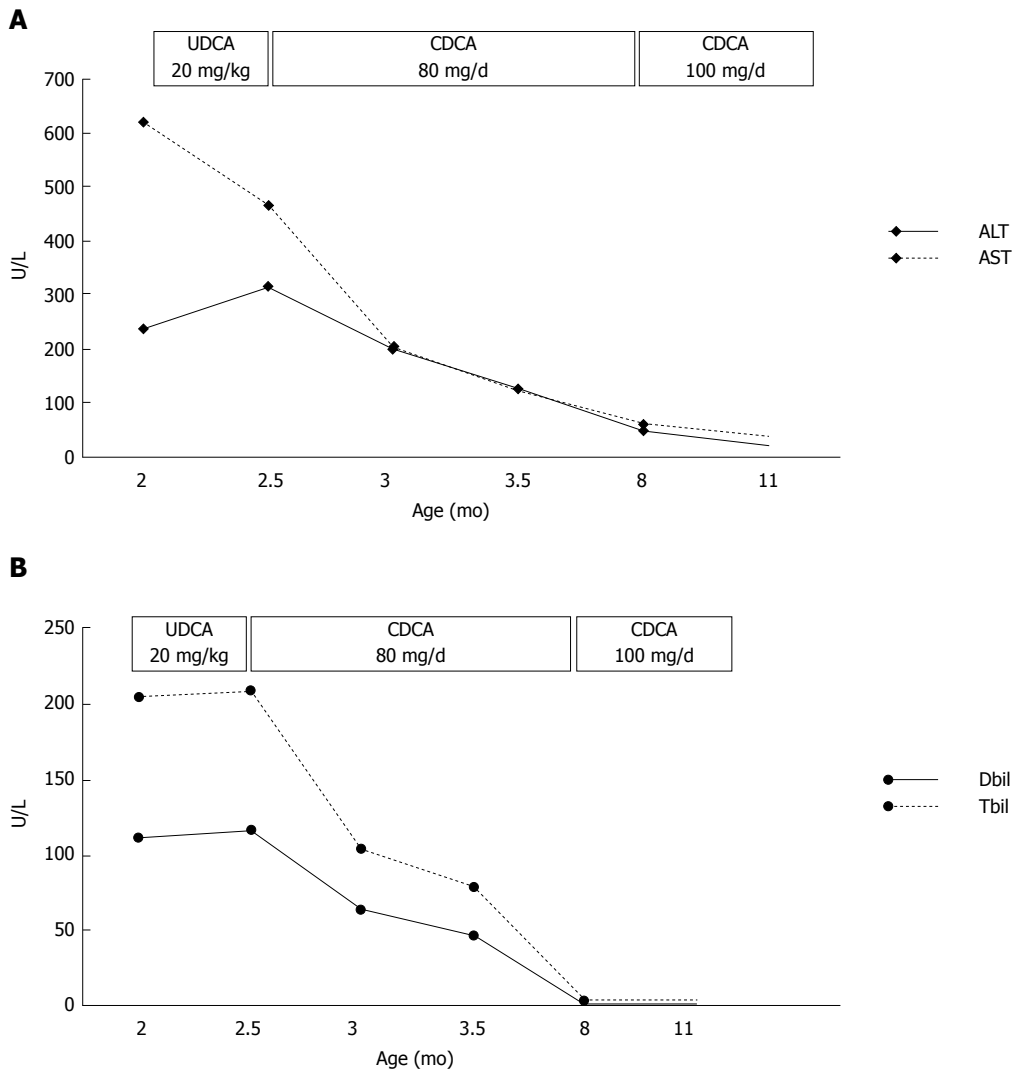 A
UDCA
20 mg/kg
CDCA
80 mg/d
CDCA
100 mg/d
700
600
500
400
300
200
100
0
U/L
2
2.5
3
3.5
8
11
Age (mo)
ALT
AST
B
UDCA
20 mg/kg
CDCA
80 mg/d
CDCA
100 mg/d
250
200
150
100
50
0
U/L
2
2.5
3
3.5
8
11
Age (mo)
Dbil
Tbil